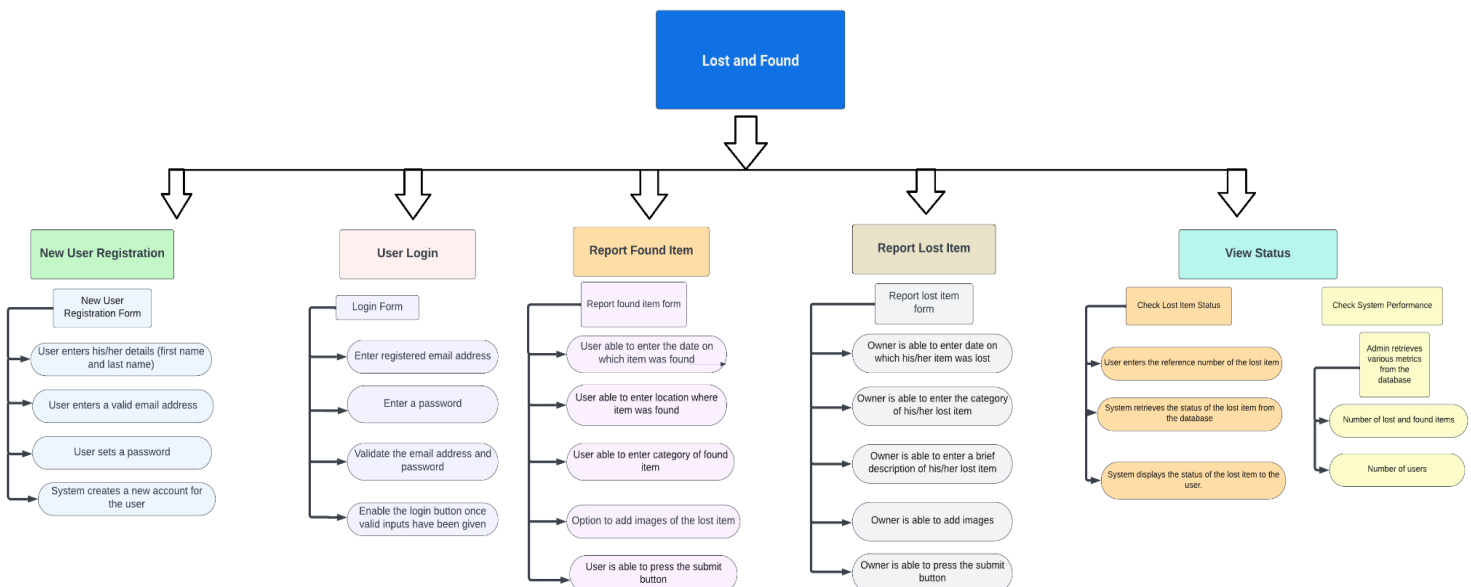 Lost and Found
New User Registration
New User
Registration Form
User enters his/her details (first name
and last name)
User enters a valid email address
User sets a password
System creates a new account for
the user
User Login
Login Form
Enter registered email address
Enter a password
Validate the email address and
password
Enable the login button once
valid inputs have been given
Report Found Item
Report found item form
User able to enter the date on
which item was found
User able to enter location where
item was found
User able to enter category of found
item
Option to add images of the lost item
User is able to press the submit
button
Report Lost Item
Report lost item
form
Owner is able to enter date on
which his/her item was lost
Owner is able to enter the category
of his/her lost item
Owner is able to enter a brief
description of his/her lost item
Owner is able to add images
Owner is able to press the submit
button
View Status
Check Lost Item Status
User enters the reference number of the lost item
System retrieves the status of the lost item from
the database
System displays the status of the lost item to the
user.
Check System Performance
Admin retrieves
various metrics
from the
database
Number of lost and found items
Number of users